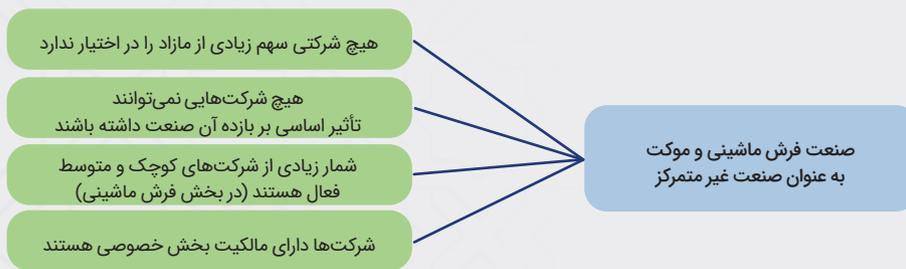 صنعت فرش ماشینی و موکت
به عنوان صنعت غیر متمرکز
هیچ شرکتی سهم زیادی از مازاد را در اختیار ندارد
هیچ شرکت‌هایی نمی‌توانند
تأثیر اساسی بر بازده آن صنعت داشته باشند
شمار زیادی از شرکت‌های کوچک و متوسط
فعال هستند (در بخش فرش ماشینی)
شرکت‌ها دارای مالکیت بخش خصوصی هستند